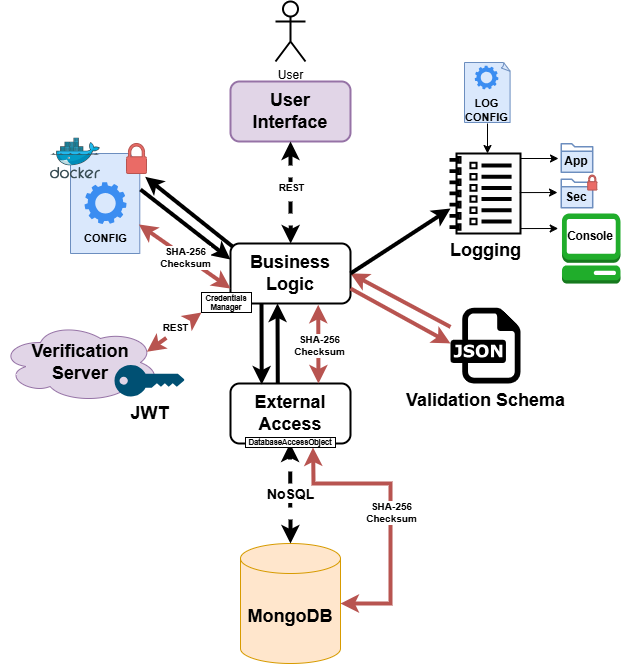 User
User
Interface
LOG
CONFIG
REST
docker
CONFIG
App
Sec
Console
Logging
SHA-256
Checksum
Business
Logic
Credentials
Manager
REST
Verification
Server
JWT
SHA-256
Checksum
JSON
Validation Schema
External
Access
DatabaseAccessObject
NoSQL
SHA-256
Checksum
MongoDB